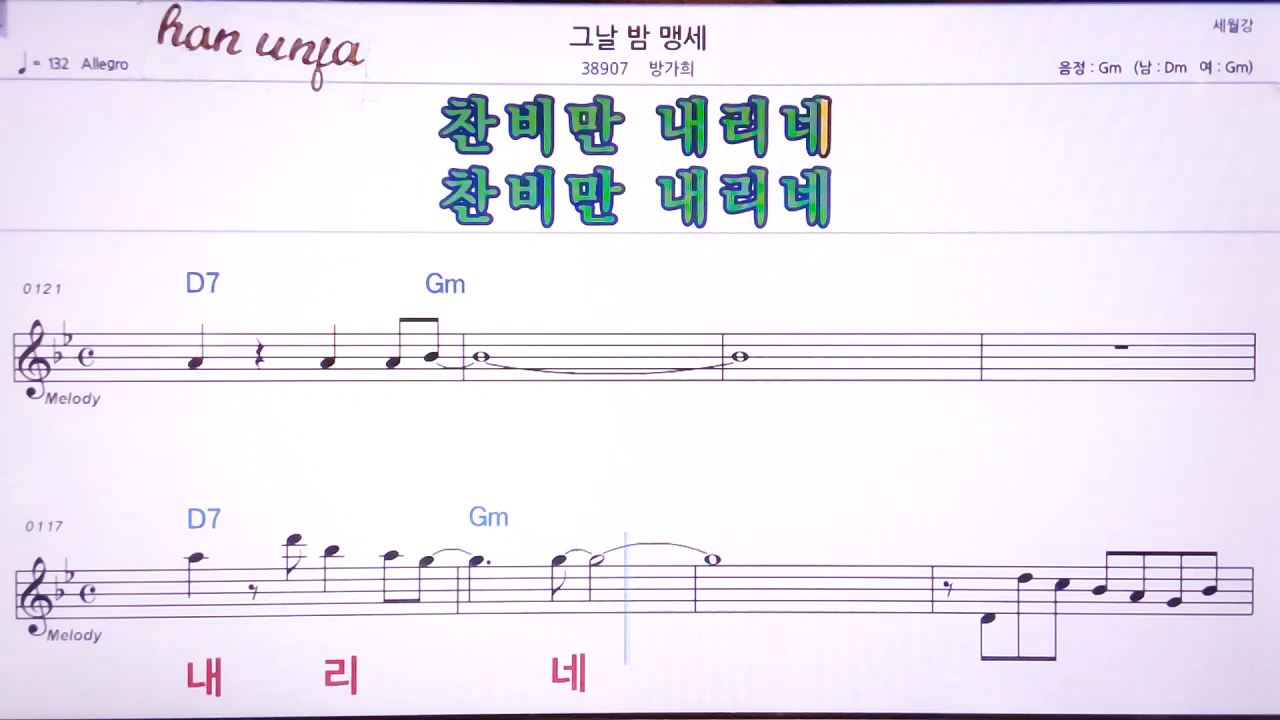 han unfa
그날 밤 맹세
세월강
♩ = 132 Allegro
38907 방가희
음정 : Gm (남 : Dm 여 : Gm)
찬비만 내리네
찬비만 내리네
D7 Gm
0121
Melody
D7 Gm
0117
Melody
내 리 네